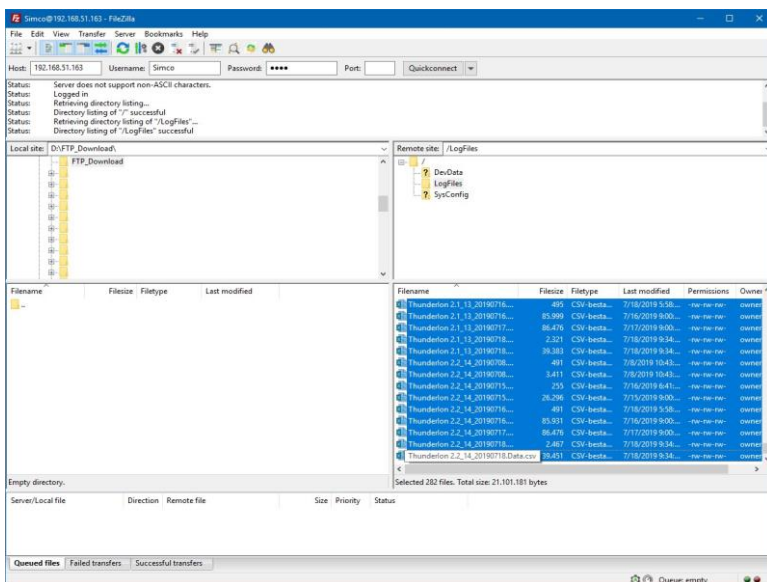 Simco@192.168.51.163 - FileZilla
File Edit View Transfer Server Bookmarks Help
Host: 192.168.51.163 Username: Simco Password: •••• Port: Quickconnect
Status: Server does not support non-ASCII characters.
Status: Logged in
Status: Retrieving directory listing...
Status: Directory listing of "/" successful
Status: Retrieving directory listing of "/LogFiles"...
Status: Directory listing of "/LogFiles" successful
Local site: D:\FTP_Download\
FTP_Download
Remote site: /LogFiles
/
? DevData
LogFiles
? SysConfig
Filename Filesize Filetype Last modified
..
Empty directory.
Filename Filesize Filetype Last modified Permissions Owner
ThunderIon 2.1_13_20190716.... 495 CSV-besta... 7/18/2019 5:58:... -rw-rw-rw- owner
ThunderIon 2.1_13_20190716.... 85.999 CSV-besta... 7/16/2019 9:00:... -rw-rw-rw- owner
ThunderIon 2.1_13_20190717.... 86.476 CSV-besta... 7/17/2019 9:00:... -rw-rw-rw- owner
ThunderIon 2.1_13_20190718.... 2.321 CSV-besta... 7/18/2019 9:34:... -rw-rw-rw- owner
ThunderIon 2.1_13_20190718.... 39.383 CSV-besta... 7/18/2019 9:34:... -rw-rw-rw- owner
ThunderIon 2.2_14_20190708.... 491 CSV-besta... 7/8/2019 10:43:... -rw-rw-rw- owner
ThunderIon 2.2_14_20190708.... 3.411 CSV-besta... 7/8/2019 10:43:... -rw-rw-rw- owner
ThunderIon 2.2_14_20190715.... 255 CSV-besta... 7/16/2019 6:41:... -rw-rw-rw- owner
ThunderIon 2.2_14_20190715.... 26.296 CSV-besta... 7/15/2019 9:00:... -rw-rw-rw- owner
ThunderIon 2.2_14_20190716.... 491 CSV-besta... 7/18/2019 5:58:... -rw-rw-rw- owner
ThunderIon 2.2_14_20190716.... 85.931 CSV-besta... 7/16/2019 9:00:... -rw-rw-rw- owner
ThunderIon 2.2_14_20190717.... 86.476 CSV-besta... 7/17/2019 9:00:... -rw-rw-rw- owner
ThunderIon 2.2_14_20190718.... 2.467 CSV-besta... 7/18/2019 9:34:... -rw-rw-rw- owner
ThunderIon 2.2_14_20190718.Data.csv 39.451 CSV-besta... 7/18/2019 9:34:... -rw-rw-rw- owner
Selected 282 files. Total size: 21.101.181 bytes
Server/Local file Direction Remote file Size Priority Status
Queued files Failed transfers Successful transfers
Queue: empty